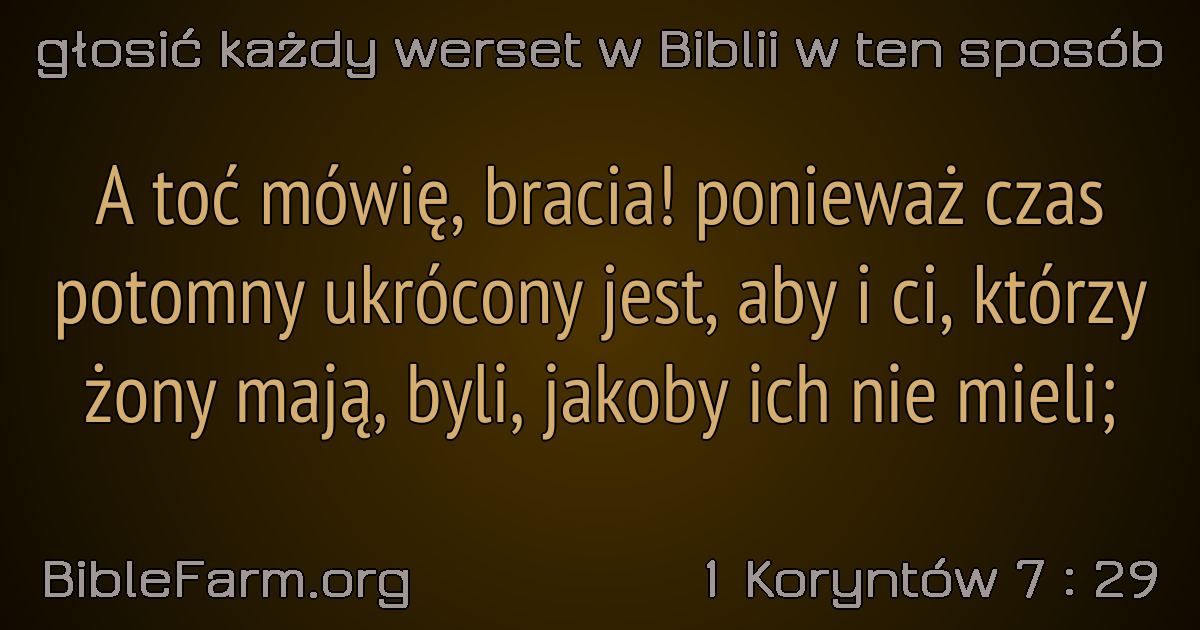 głosić każdy werset w Biblii w ten sposób
A toć mówię, bracia! ponieważ czas
potomny ukrócony jest, aby i ci, którzy
żony mają, byli, jakoby ich nie mieli;
BibleFarm.org
1 Koryntów 7 : 29